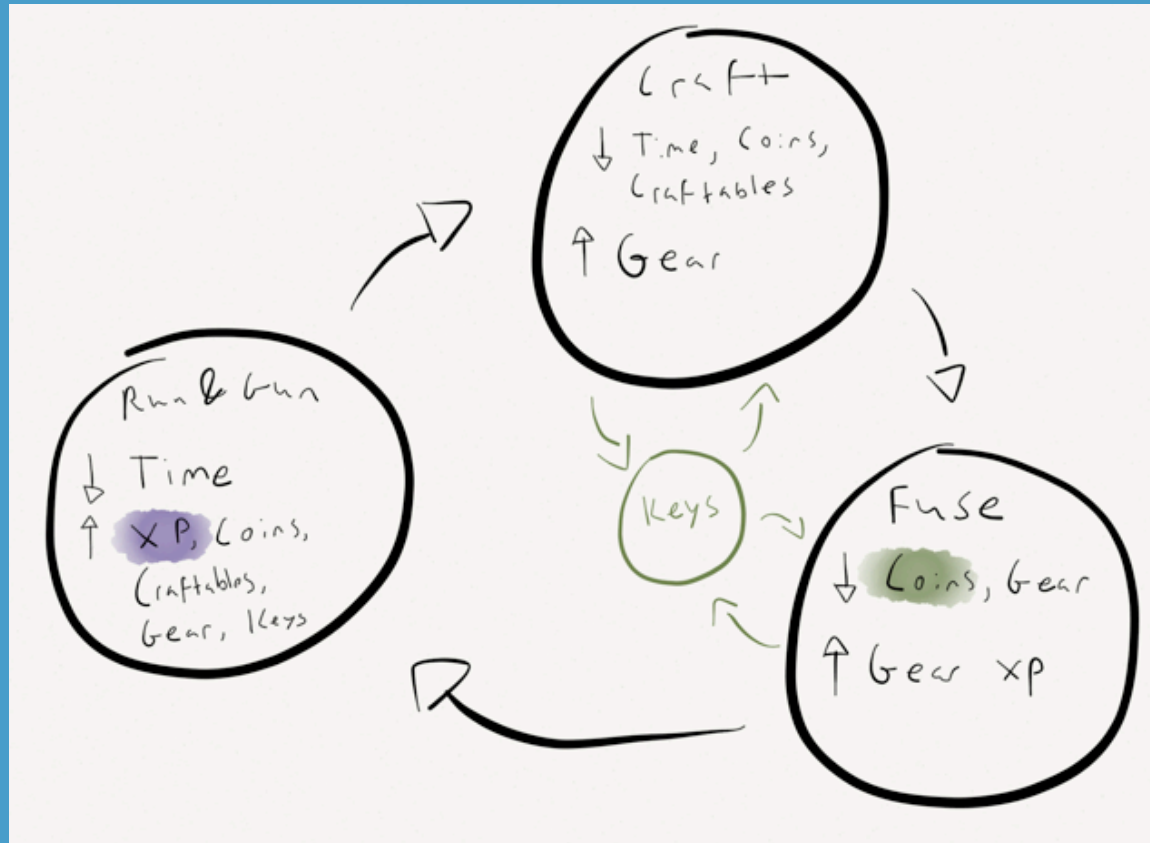 Craft
↓ Time, Coins,
Craftables
↑ Gear
Run & Gun
↓ Time
↑ XP, Coins,
Craftables,
Gear, Keys
Keys
Fuse
↓ Coins, Gear
↑ Gear XP